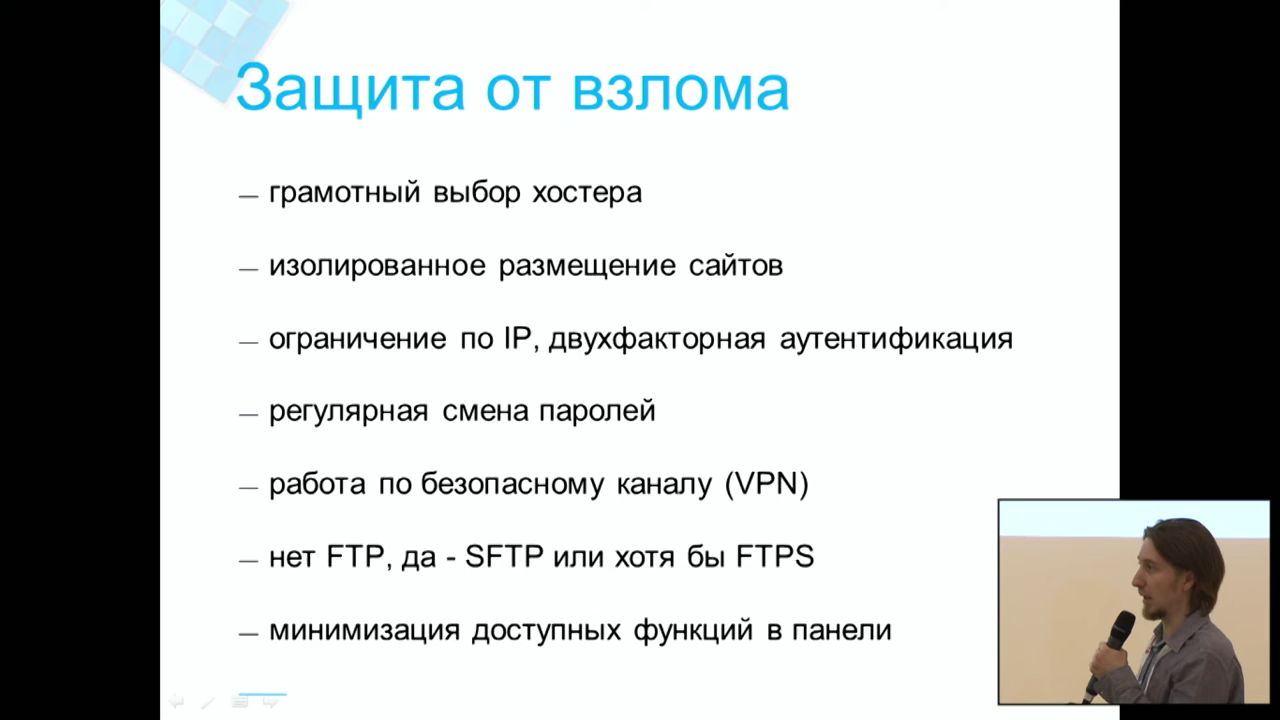 Защита от взлома
— грамотный выбор хостера
— изолированное размещение сайтов
— ограничение по IP, двухфакторная аутентификация
— регулярная смена паролей
— работа по безопасному каналу (VPN)
— нет FTP, да - SFTP или хотя бы FTPS
— минимизация доступных функций в панели